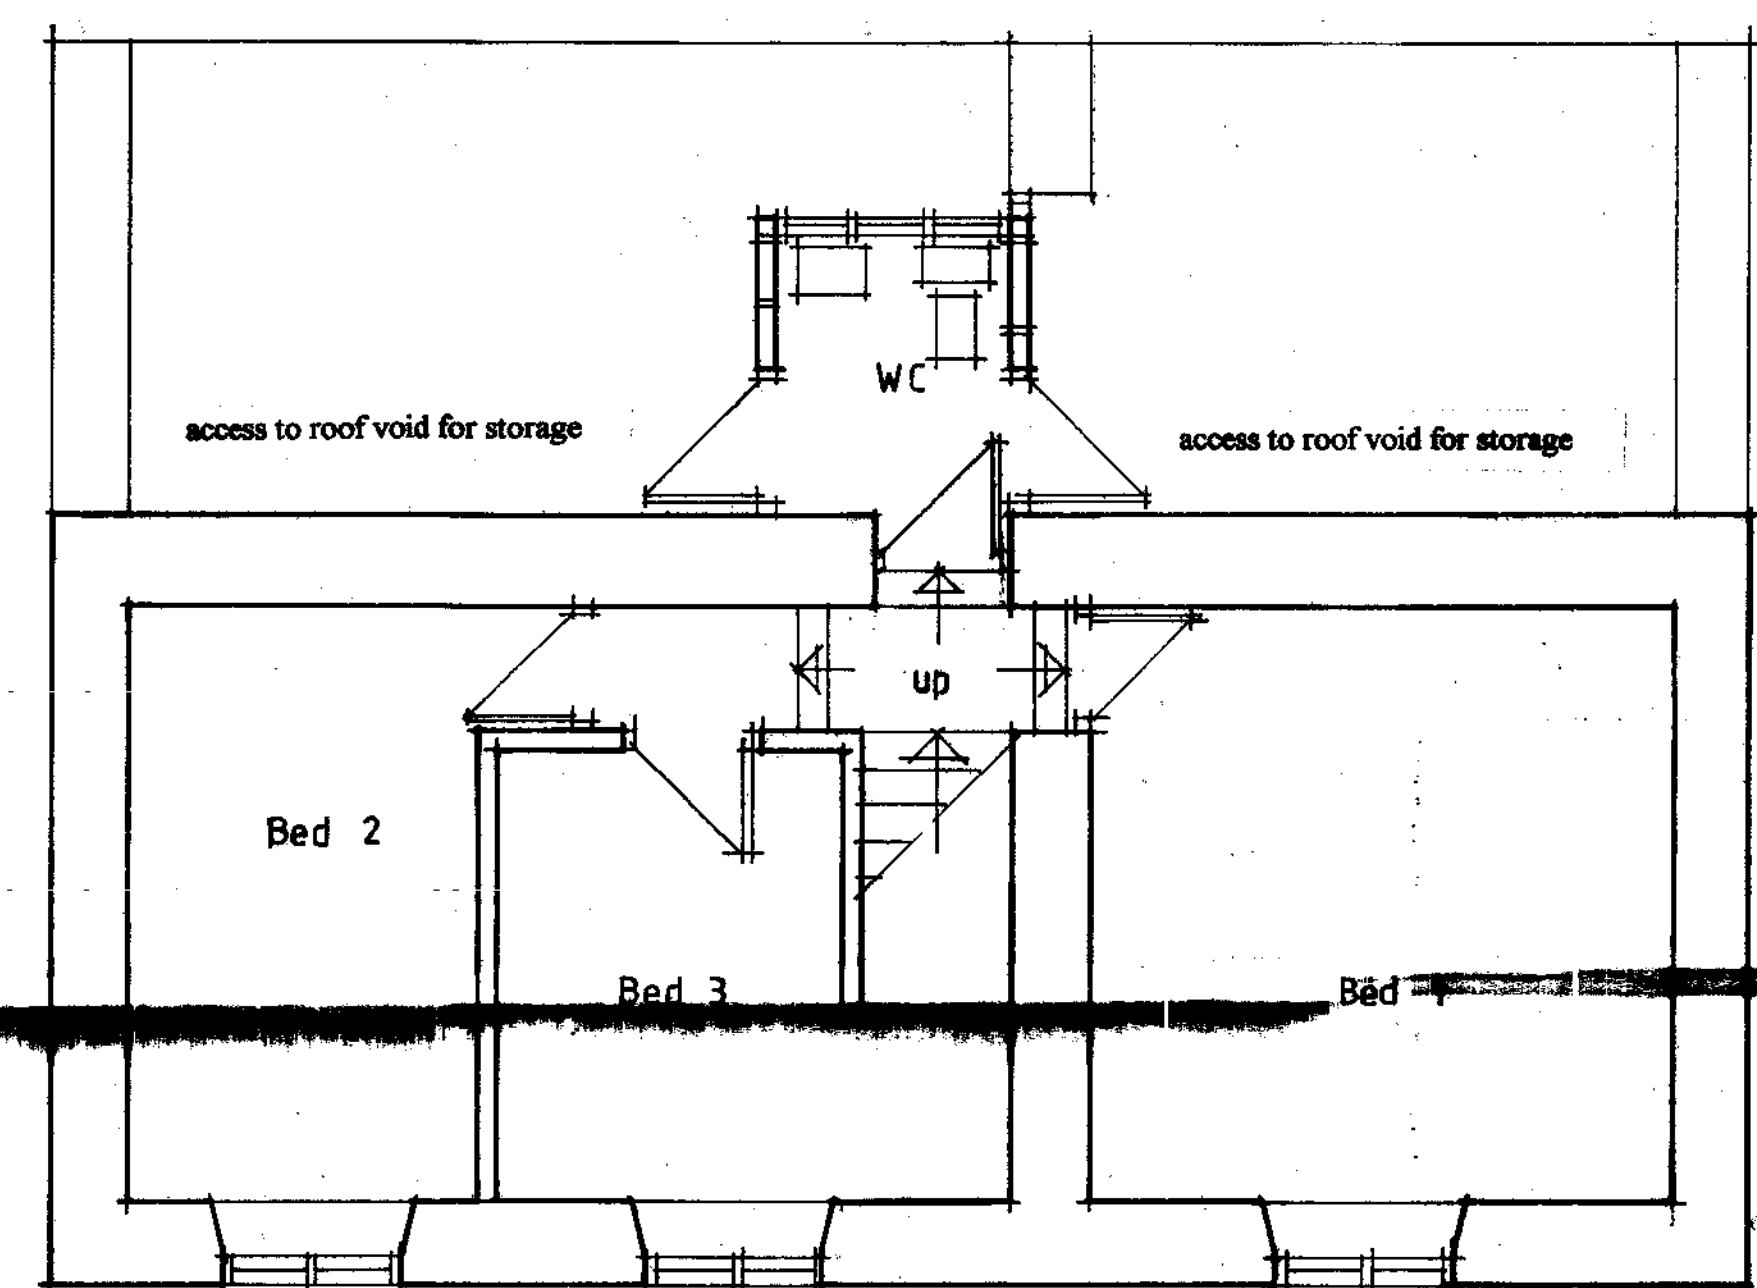 WC
access to roof void for storage
access to roof void for storage
up
Bed 2
Bed 3
Bed 1